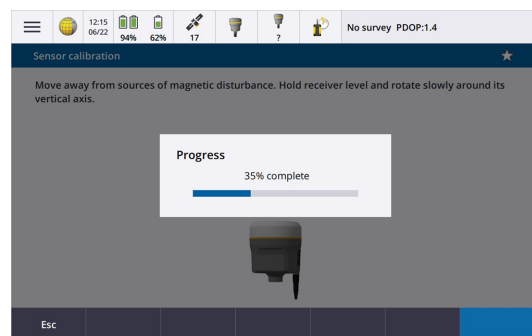 12:15
06/22
94%
62%
17
?
No survey PDOP:1.4
Sensor calibration
Move away from sources of magnetic disturbance. Hold receiver level and rotate slowly around its
vertical axis.
Progress
35% complete
Esc